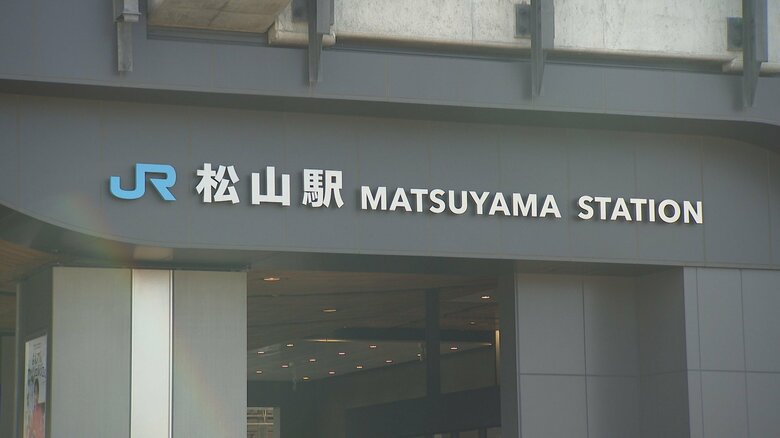 JR 松山駅 MATSUYAMA STATION